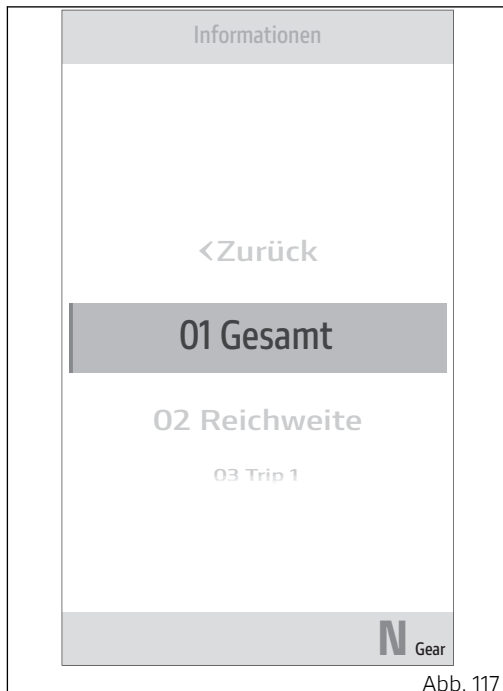 Informationen
<Zurück
01 Gesamt
02 Reichweite
03 Trip 1
N Gear
Abb. 117